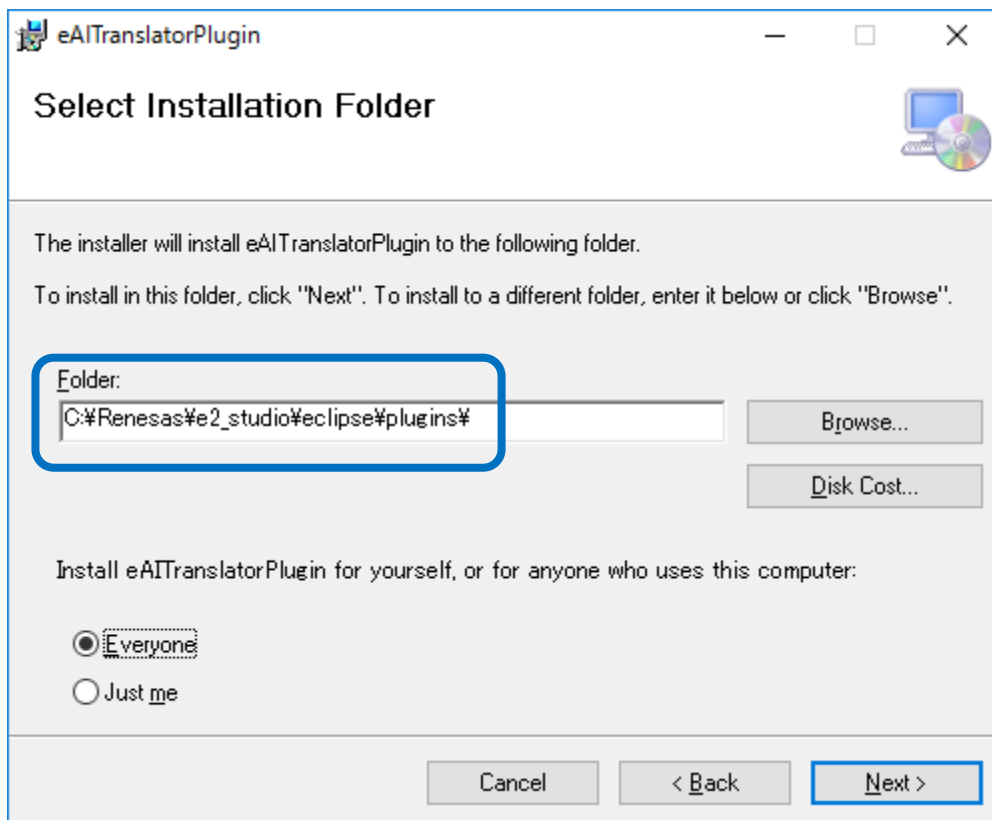 eAITranslatorPlugin
Select Installation Folder
The installer will install eAITranslatorPlugin to the following folder.
To install in this folder, click "Next". To install to a different folder, enter it below or click "Browse".
Folder:
C:¥Renesas¥e2_studio¥eclipse¥plugins¥
Browse...
Disk Cost...
Install eAITranslatorPlugin for yourself, or for anyone who uses this computer:
Everyone
Just me
Cancel
< Back
Next >